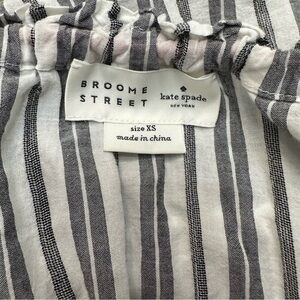 BROOME
STREET
kate spade
NEW YORK
size XS
made in china